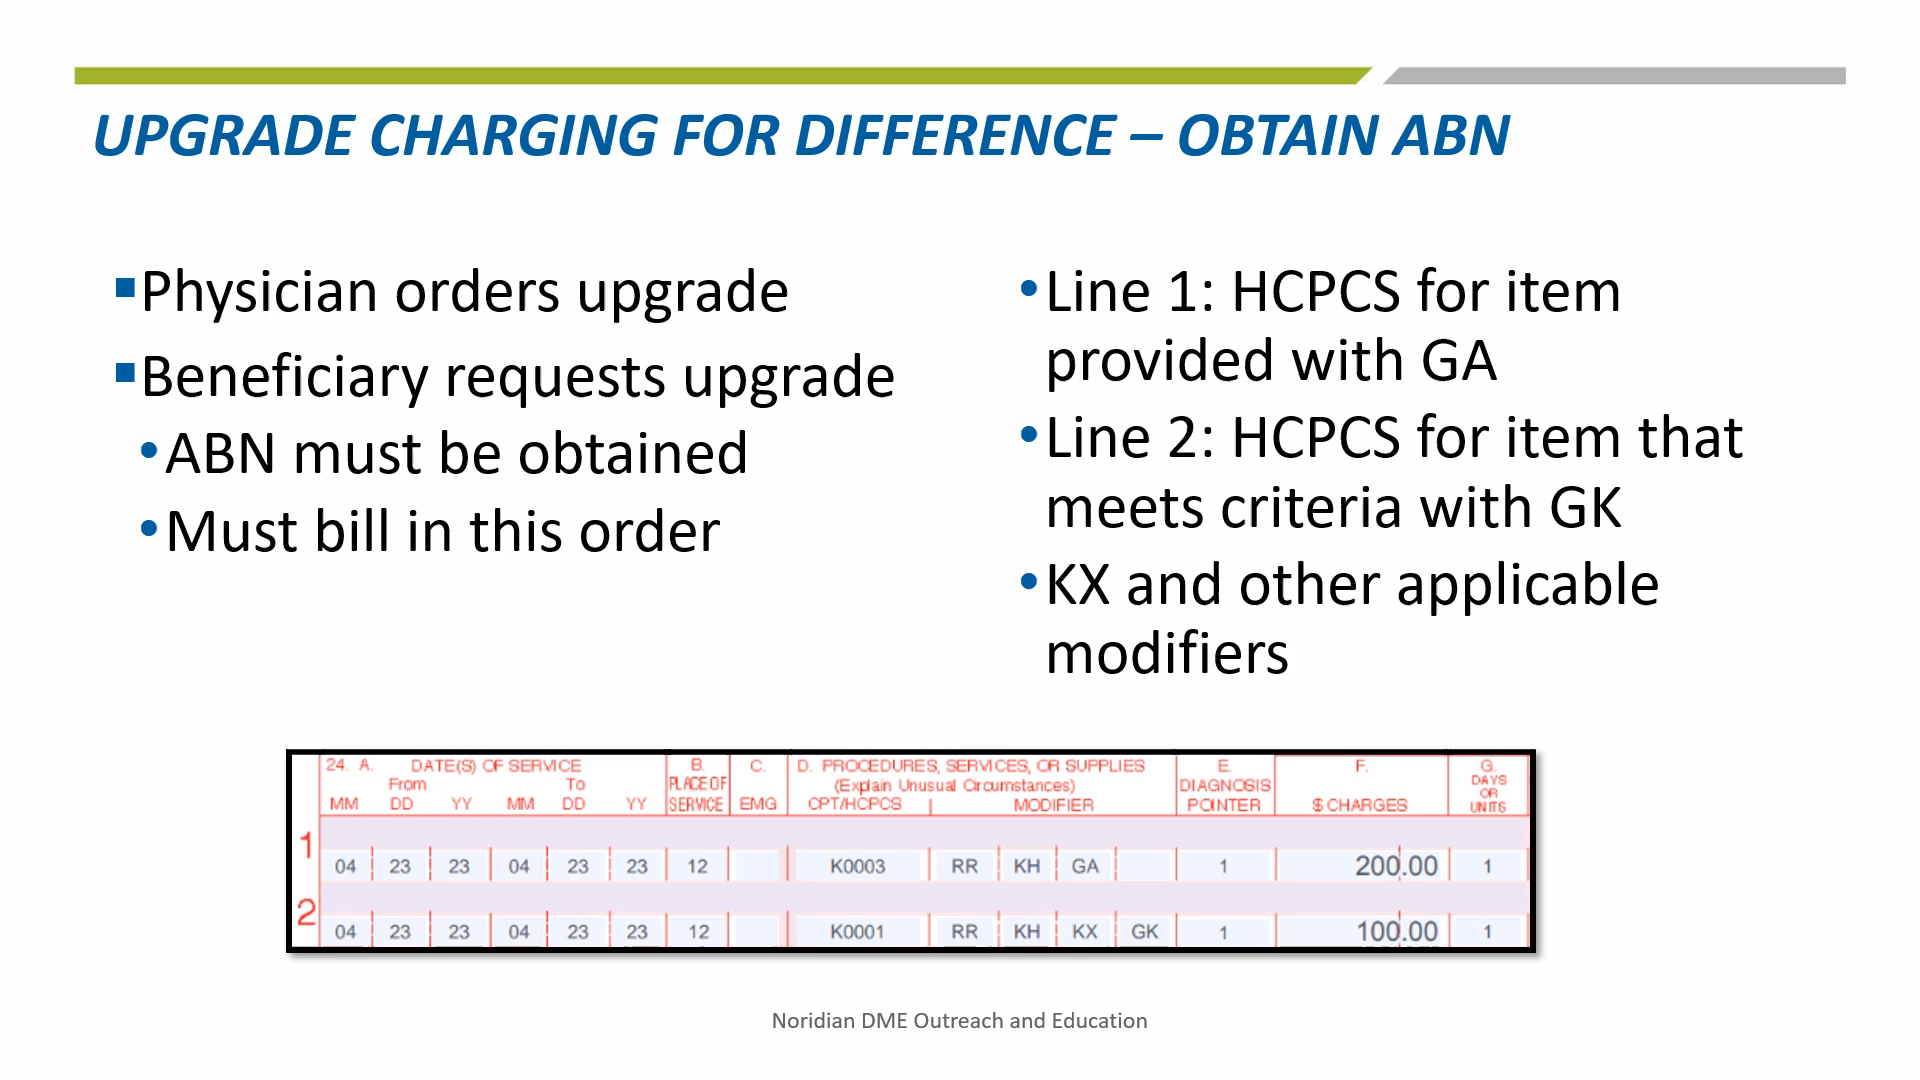 UPGRADE CHARGING FOR DIFFERENCE – OBTAIN ABN
▪Physician orders upgrade
▪Beneficiary requests upgrade
•ABN must be obtained
•Must bill in this order
•Line 1: HCPCS for item
provided with GA
•Line 2: HCPCS for item that
meets criteria with GK
•KX and other applicable
modifiers
24. A. DATE(S) OF SERVICE B. C. D. PROCEDURES, SERVICES, OR SUPPLIES E. F. G.
From To PLACE OF (Explain Unusual Circumstances) DIAGNOSIS DAYS OR
MM DD YY MM DD YY SERVICE EMG CPT/HCPCS | MODIFIER POINTER $ CHARGES UNITS
1 04 23 23 04 23 23 12 K0003 RR KH GA 1 200.00 1
2 04 23 23 04 23 23 12 K0001 RR KH KX GK 1 100.00 1
Noridian DME Outreach and Education